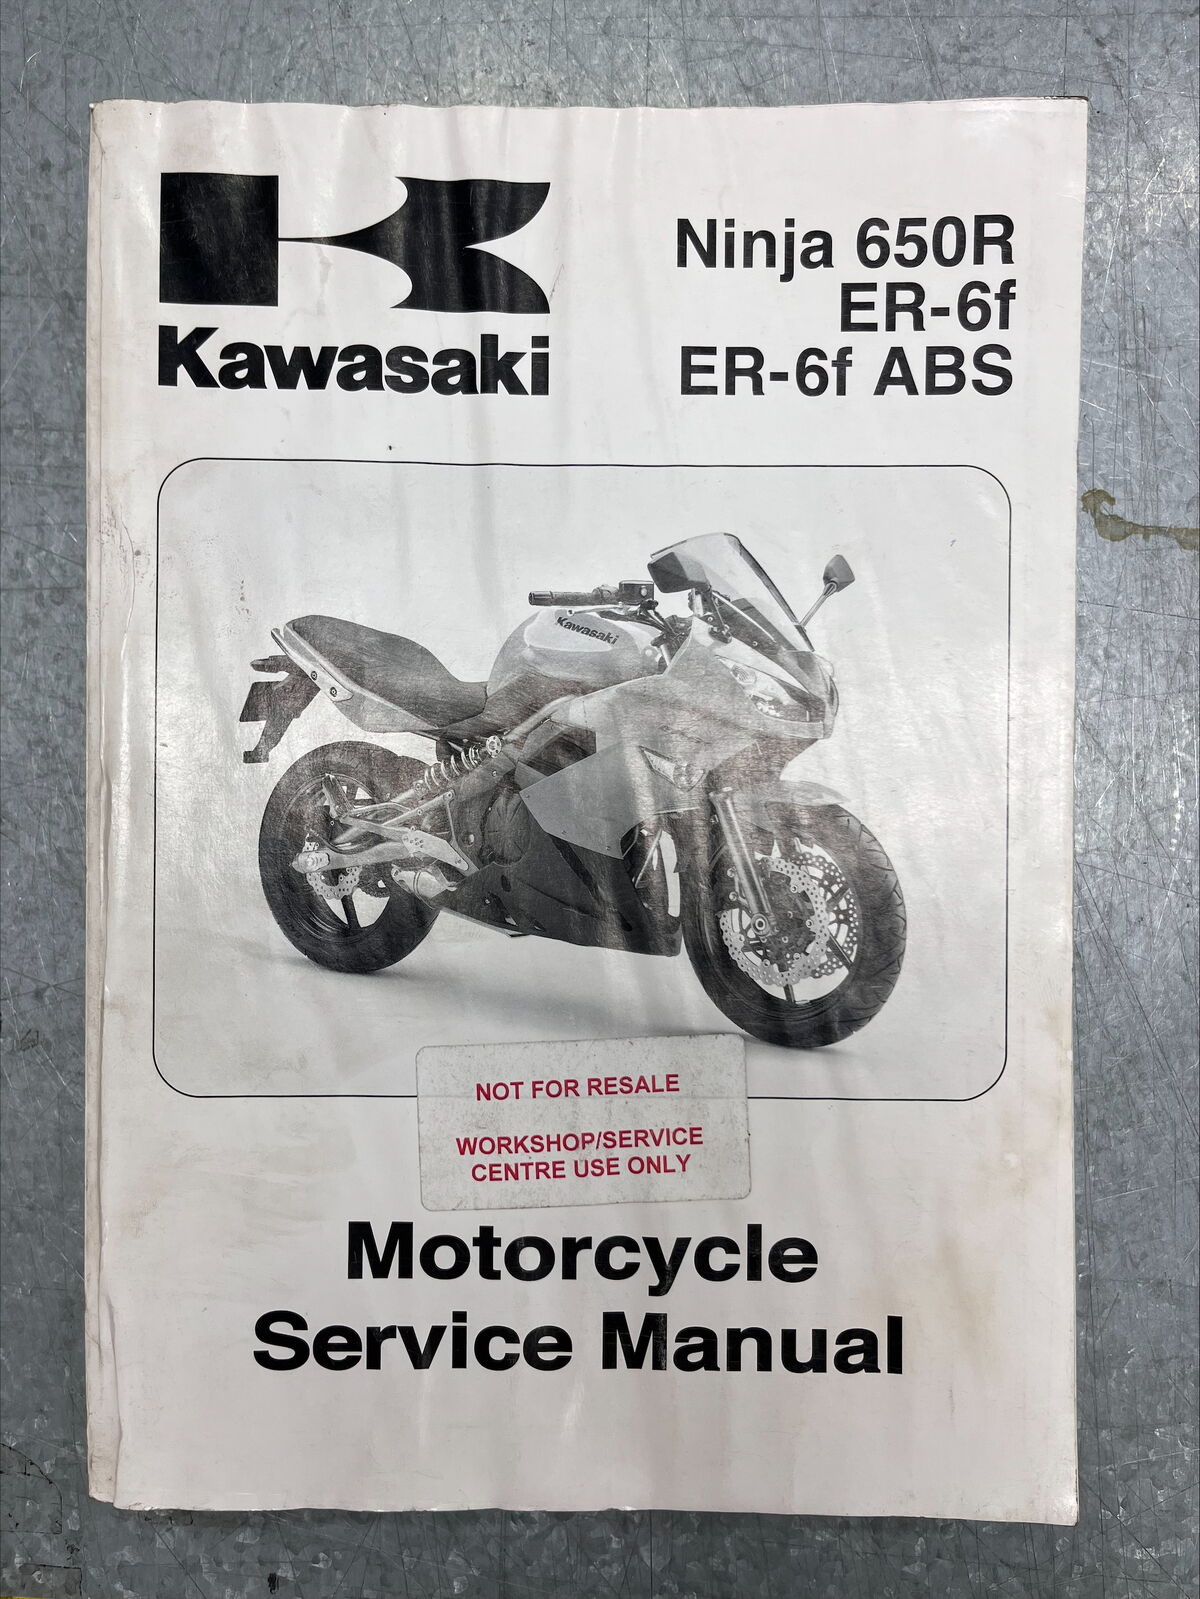 Kawasaki
Ninja 650R
ER-6f
ER-6f ABS
Kawasaki
NOT FOR RESALE
WORKSHOP/SERVICE
CENTRE USE ONLY
Motorcycle
Service Manual